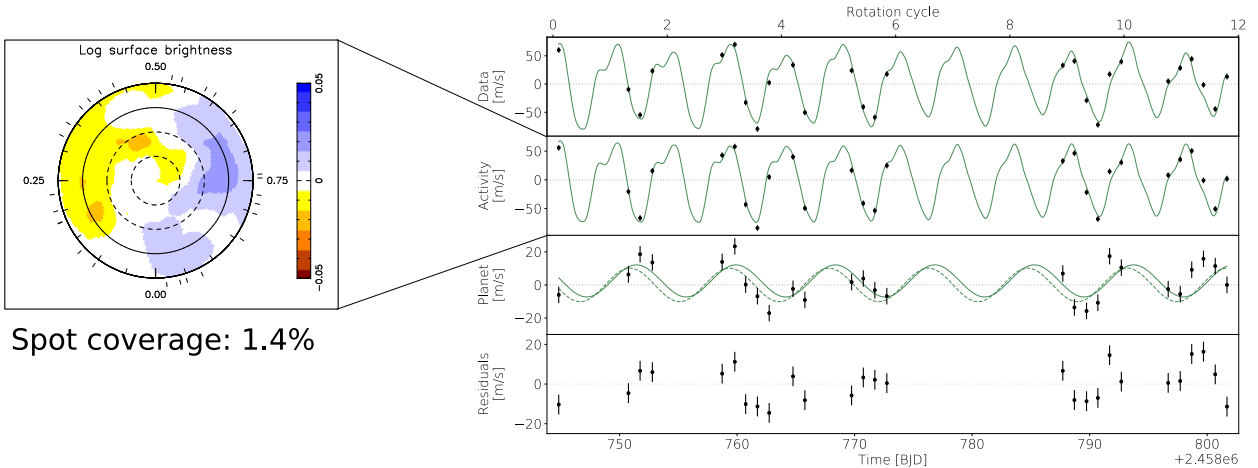 Log surface brightness
0.50
0.25
0.75
0.00
0.05
0
−0.05
Spot coverage: 1.4%
Rotation cycle
0 2 4 6 8 10 12
Data
[m/s]
50
0
−50
Activity
[m/s]
50
0
−50
Planet
[m/s]
20
0
−20
Residuals
[m/s]
20
0
−20
750 760 770 780 790 800
Time [BJD]
+2.458e6